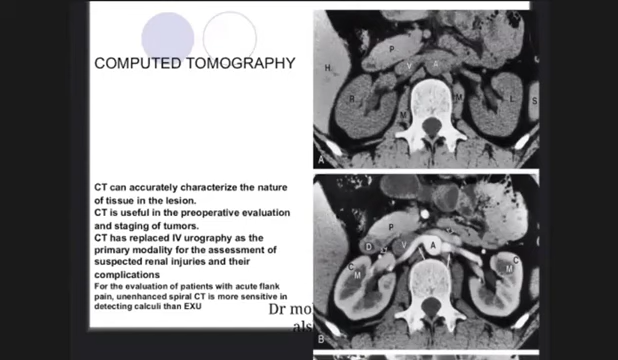 COMPUTED TOMOGRAPHY
CT can accurately characterize the nature
of tissue in the lesion.
CT is useful in the preoperative evaluation
and staging of tumors.
CT has replaced IV urography as the
primary modality for the assessment of
suspected renal injuries and their
complications
For the evaluation of patients with acute flank
pain, unenhanced spiral CT is more sensitive in
detecting calculi than EXU
Dr mo
als
P
H
V
A
R
L
S
M
M
A
P
D
V
A
C
M
C
M
B